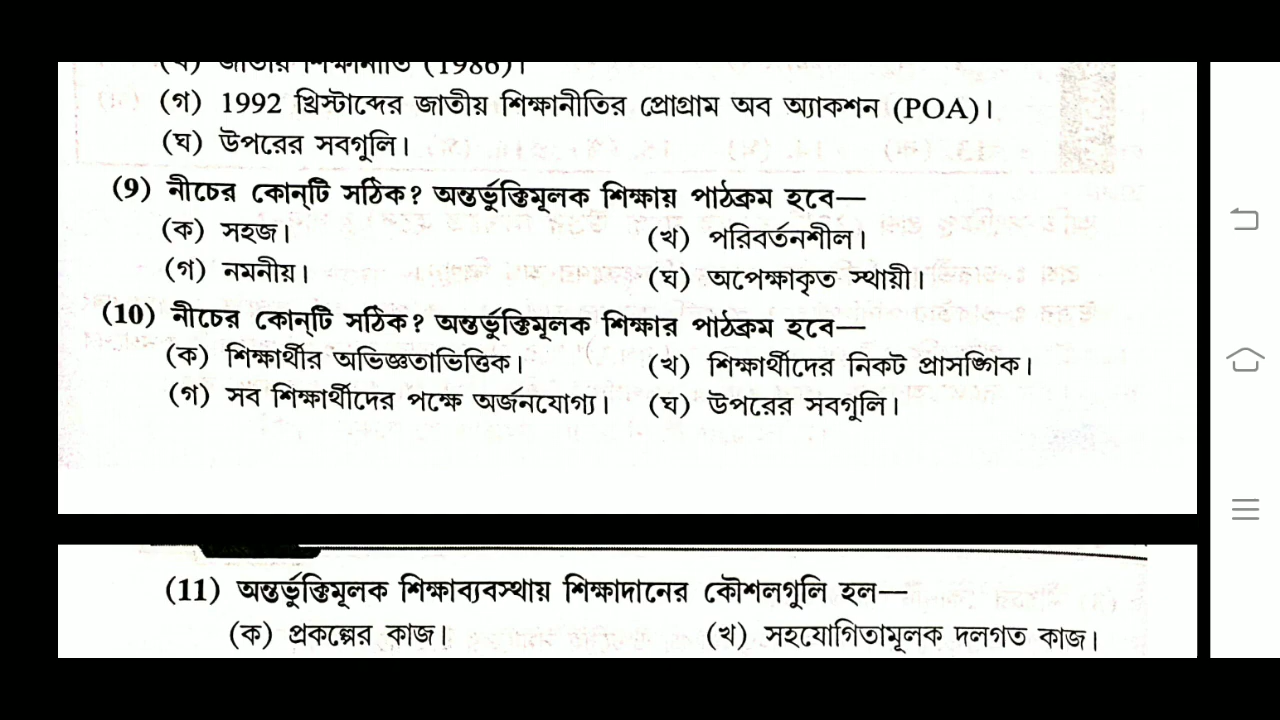 (খ) জাতীয় শিক্ষানীতি (1986)।
(গ) 1992 খ্রিস্টাব্দের জাতীয় শিক্ষানীতির প্রোগ্রাম অব অ্যাকশন (POA)।
(ঘ) উপরের সবগুলি।
(9) নীচের কোন্‌টি সঠিক? অন্তর্ভুক্তিমূলক শিক্ষায় পাঠক্রম হবে—
(ক) সহজ। (খ) পরিবর্তনশীল।
(গ) নমনীয়। (ঘ) অপেক্ষাকৃত স্থায়ী।
(10) নীচের কোন্‌টি সঠিক? অন্তর্ভুক্তিমূলক শিক্ষার পাঠক্রম হবে—
(ক) শিক্ষার্থীর অভিজ্ঞতাভিত্তিক। (খ) শিক্ষার্থীদের নিকট প্রাসঙ্গিক।
(গ) সব শিক্ষার্থীদের পক্ষে অর্জনযোগ্য। (ঘ) উপরের সবগুলি।
(11) অন্তর্ভুক্তিমূলক শিক্ষাব্যবস্থায় শিক্ষাদানের কৌশলগুলি হল—
(ক) প্রকল্পের কাজ। (খ) সহযোগিতামূলক দলগত কাজ।